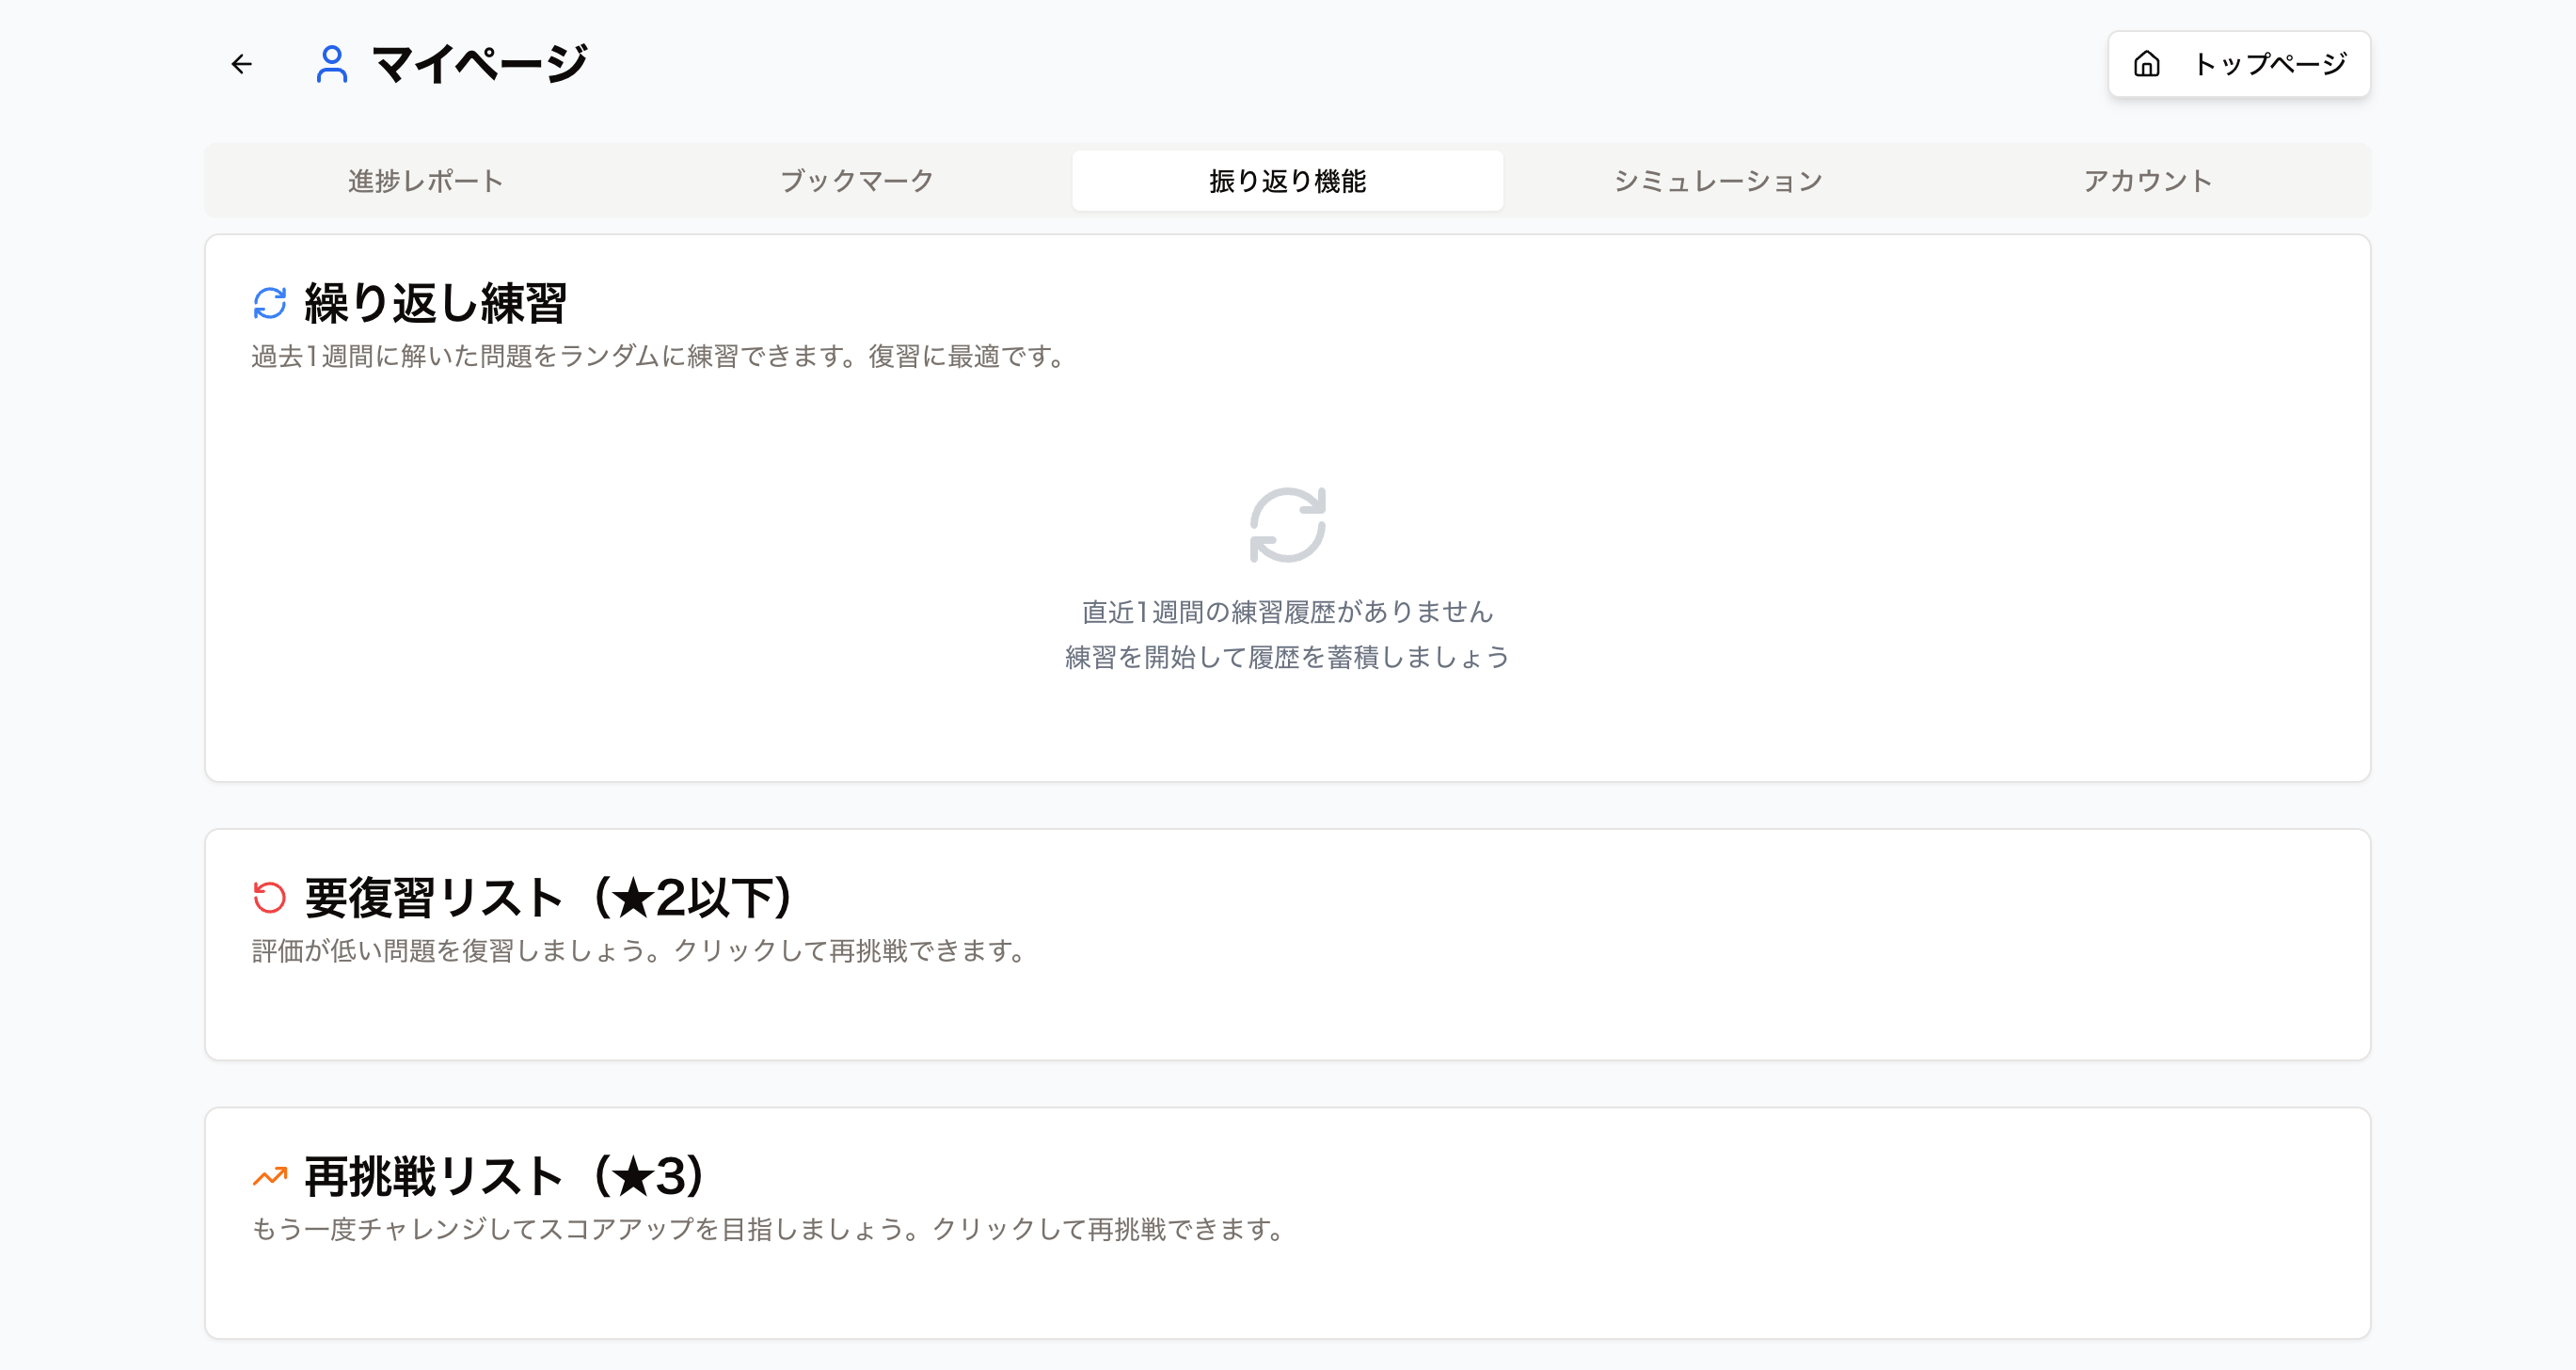 マイページ
トップページ
進捗レポート
ブックマーク
振り返り機能
シミュレーション
アカウント
繰り返し練習
過去1週間に解いた問題をランダムに練習できます。復習に最適です。
直近1週間の練習履歴がありません
練習を開始して履歴を蓄積しましょう
要復習リスト（★2以下）
評価が低い問題を復習しましょう。クリックして再挑戦できます。
再挑戦リスト（★3）
もう一度チャレンジしてスコアアップを目指しましょう。クリックして再挑戦できます。